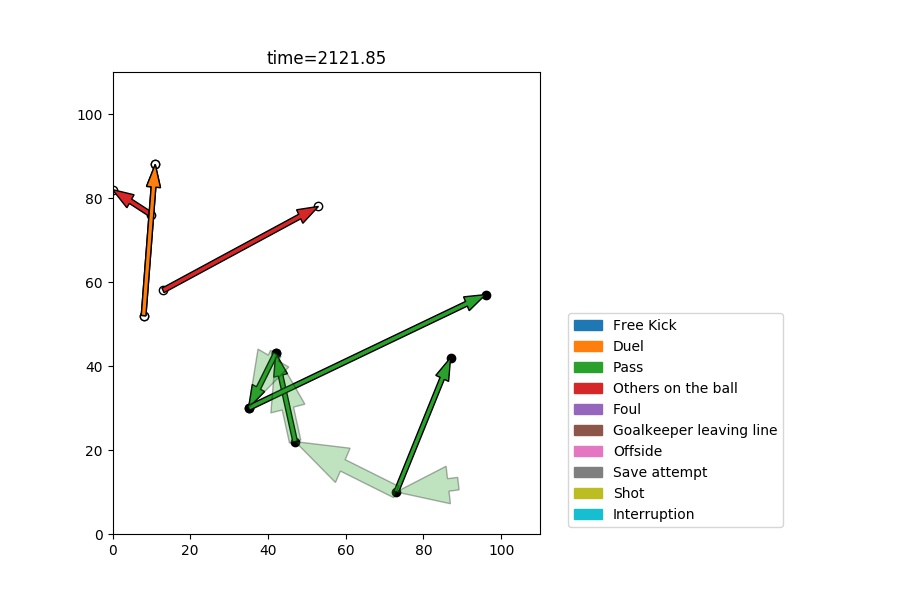 time=2121.85
100
80
60
40
20
0
0 20 40 60 80 100
Free Kick
Duel
Pass
Others on the ball
Foul
Goalkeeper leaving line
Offside
Save attempt
Shot
Interruption